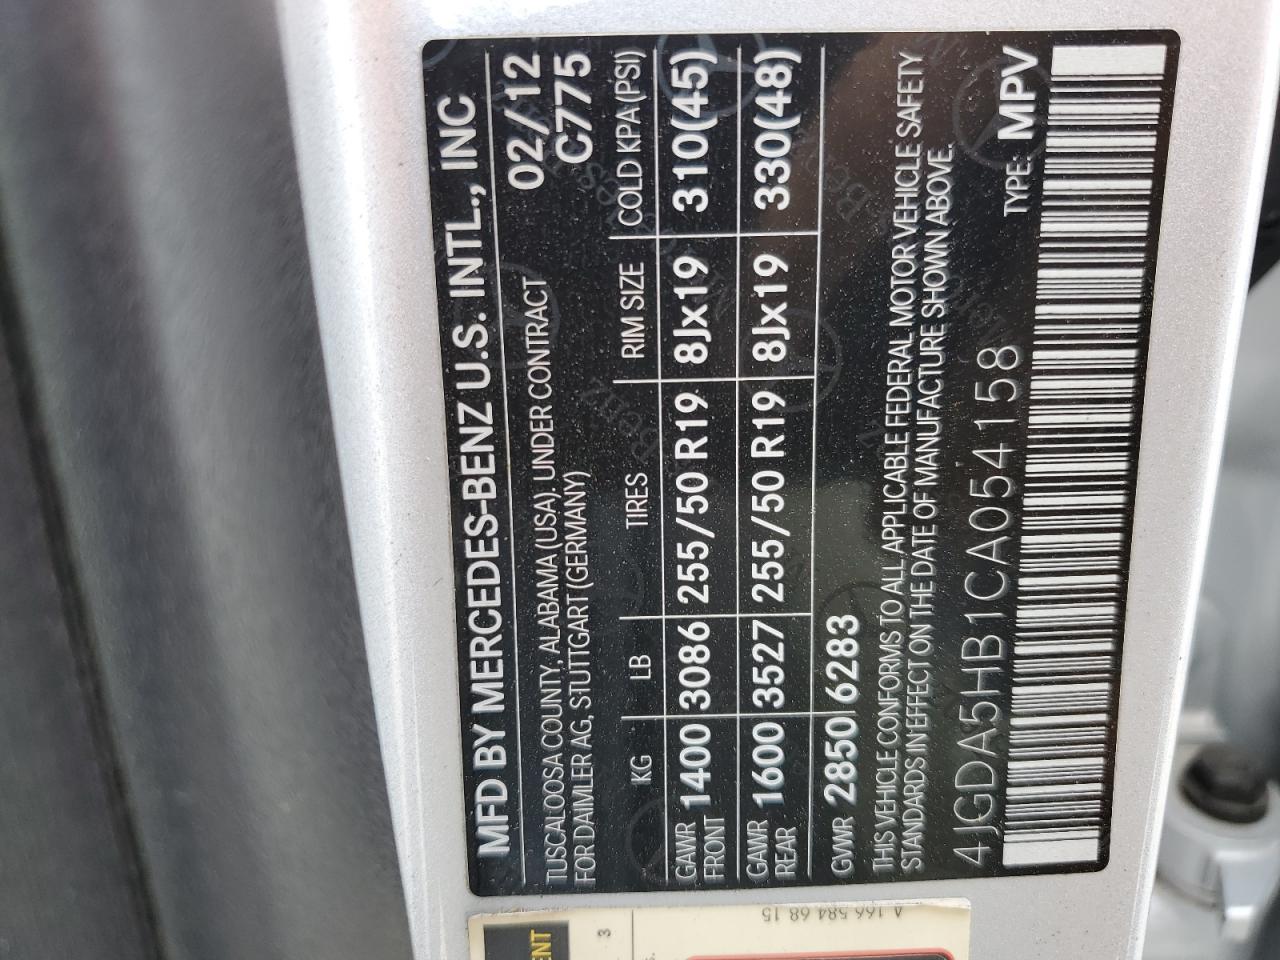 MFD BY MERCEDES-BENZ U.S. INTL., INC
TUSCALOOSA COUNTY, ALABAMA (USA), UNDER CONTRACT 02/12
FOR DAIMLER AG, STUTTGART (GERMANY) C775
KG LB TIRES RIM SIZE COLD KPA (PSI)
GAWR FRONT 1400 3086 255/50 R19 8Jx19 310(45)
GAWR REAR 1600 3527 255/50 R19 8Jx19 330(48)
GVWR 2850 6283
THIS VEHICLE CONFORMS TO ALL APPLICABLE FEDERAL MOTOR VEHICLE SAFETY
STANDARDS IN EFFECT ON THE DATE OF MANUFACTURE SHOWN ABOVE.
4JGDA5HB1CA054158 TYPE: MPV
A 166 584 68 15
3